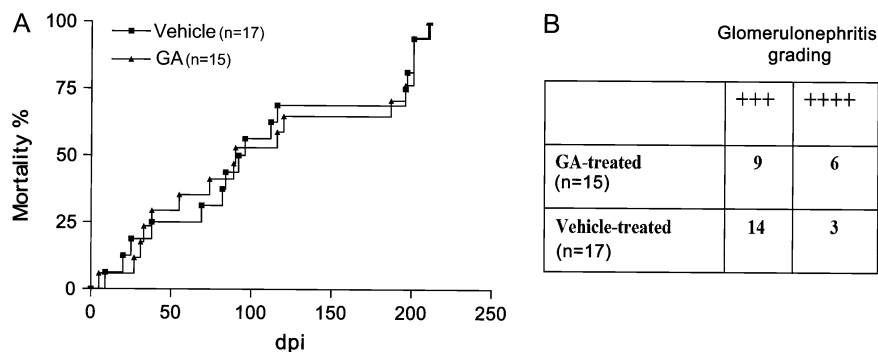 A
Vehicle (n=17)
GA (n=15)
100
75
50
25
0
Mortality %
0 50 100 150 200 250
dpi
B
Glomerulonephritis
grading
+++ ++++
GA-treated 9 6
(n=15)
Vehicle-treated 14 3
(n=17)